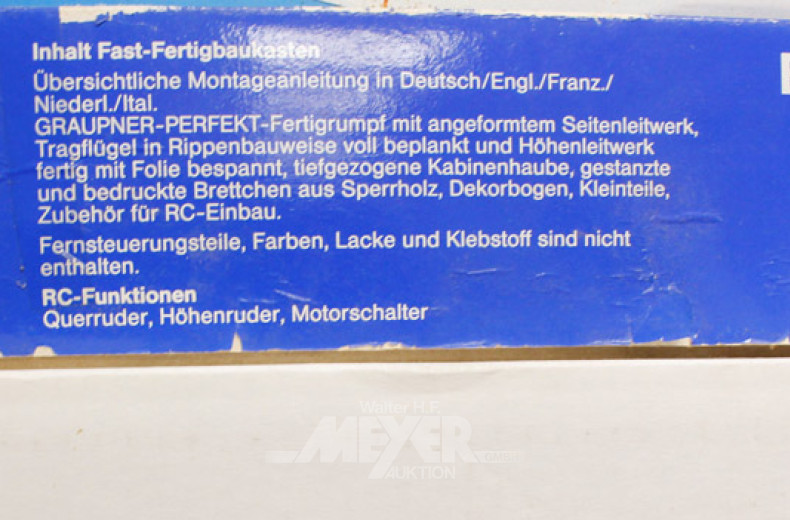 Inhalt Fast-Fertigbaukasten
Übersichtliche Montageanleitung in Deutsch/Engl./Franz./
Niederl./Ital.
GRAUPNER-PERFEKT-Fertigrumpf mit angeformtem Seitenleitwerk,
Tragflügel in Rippenbauweise voll beplankt und Höhenleitwerk
fertig mit Folie bespannt, tiefgezogene Kabinenhaube, gestanzte
und bedruckte Brettchen aus Sperrholz, Dekorbogen, Kleinteile,
Zubehör für RC-Einbau.
Fernsteuerungsteile, Farben, Lacke und Klebstoff sind nicht
enthalten.
RC-Funktionen
Querruder, Höhenruder, Motorschalter
Walter H.F.
MEYER
AUKTION